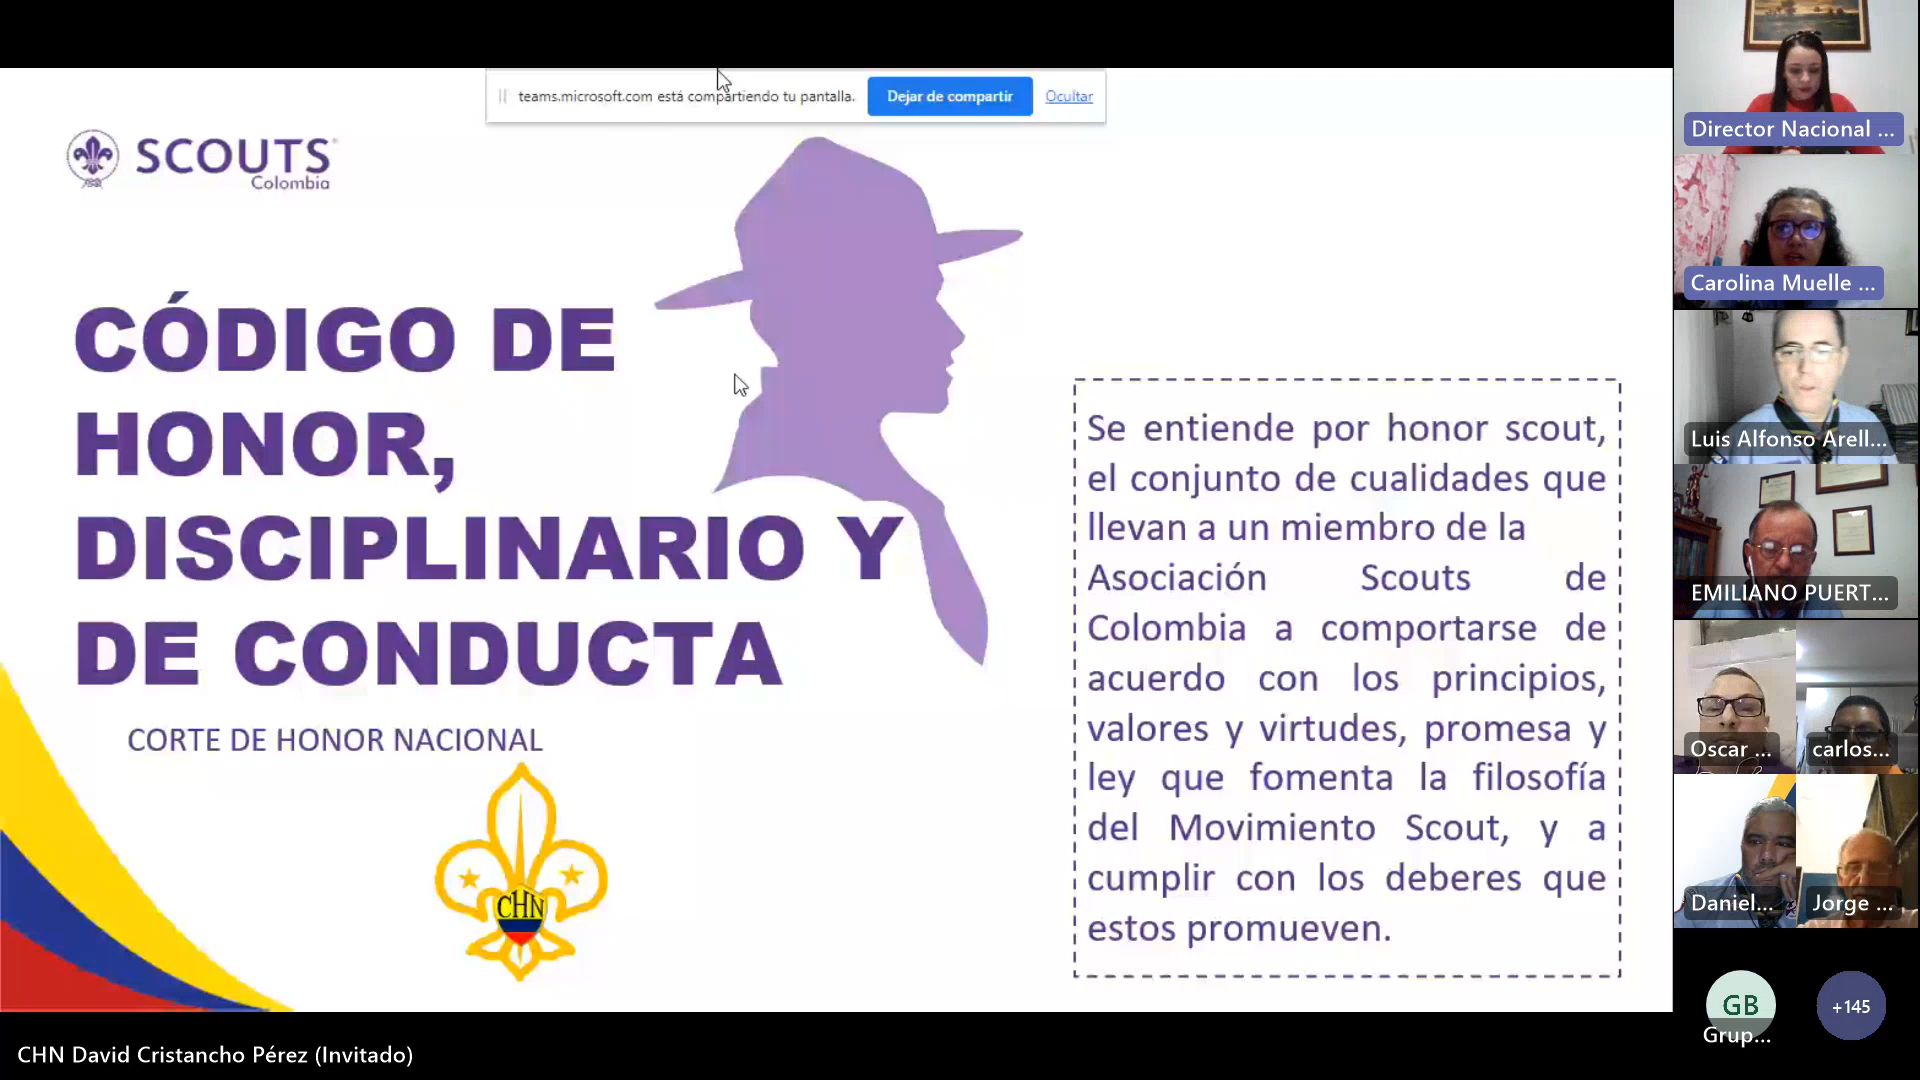 teams.microsoft.com está compartiendo tu pantalla.
Dejar de compartir
Ocultar
SCOUTS
Colombia
CÓDIGO DE
HONOR,
DISCIPLINARIO Y
DE CONDUCTA
CORTE DE HONOR NACIONAL
CHN
Se entiende por honor scout,
el conjunto de cualidades que
llevan a un miembro de la
Asociación Scouts de
Colombia a comportarse de
acuerdo con los principios,
valores y virtudes, promesa y
ley que fomenta la filosofía
del Movimiento Scout, y a
cumplir con los deberes que
estos promueven.
Director Nacional ...
Carolina Muelle ...
Luis Alfonso Arell...
EMILIANO PUERT...
Oscar ...
carlos...
Daniel...
Jorge ...
GB
Grup...
+145
CHN David Cristancho Pérez (Invitado)